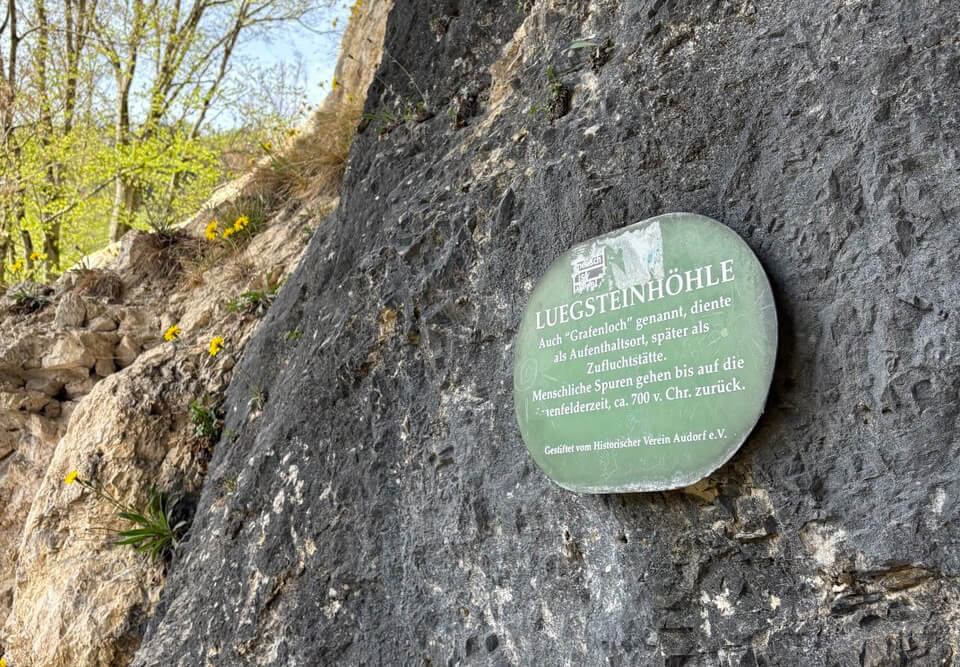 LUEGSTEINHÖHLE
Auch "Grafenloch" genannt, diente
als Aufenthaltsort, später als
Zufluchtstätte.
Menschliche Spuren gehen bis auf die
ca. 700 v. Chr. zurück.
Gestiftet vom Historischer Verein Audorf e.V.